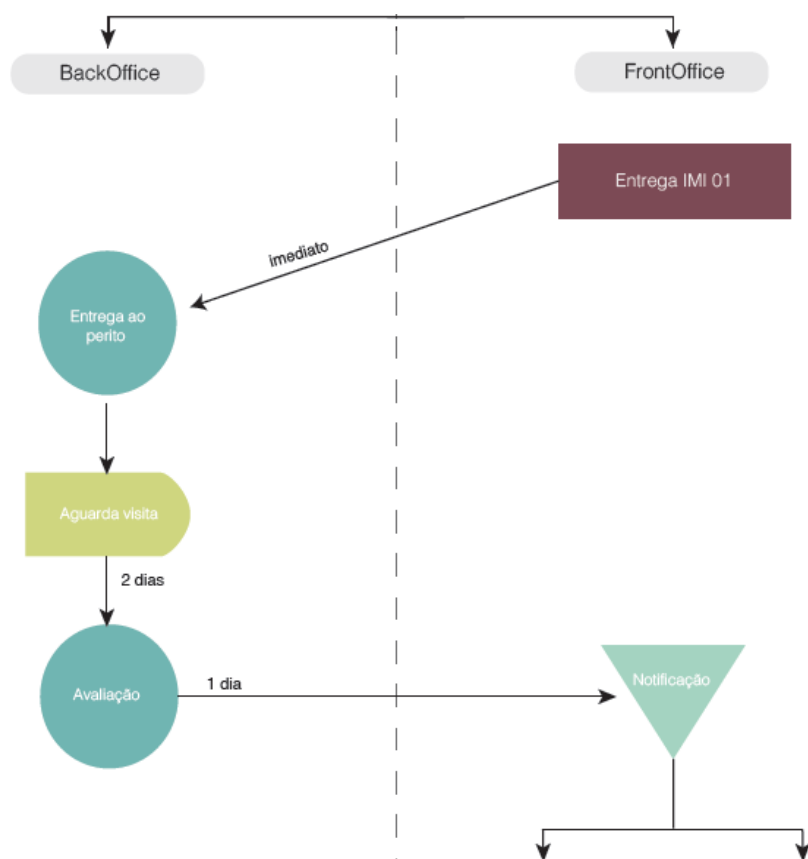 BackOffice
FrontOffice
Entrega IMI 01
imediato
Entrega ao
perito
Aguarda visita
2 dias
Avaliação
1 dia
Notificação